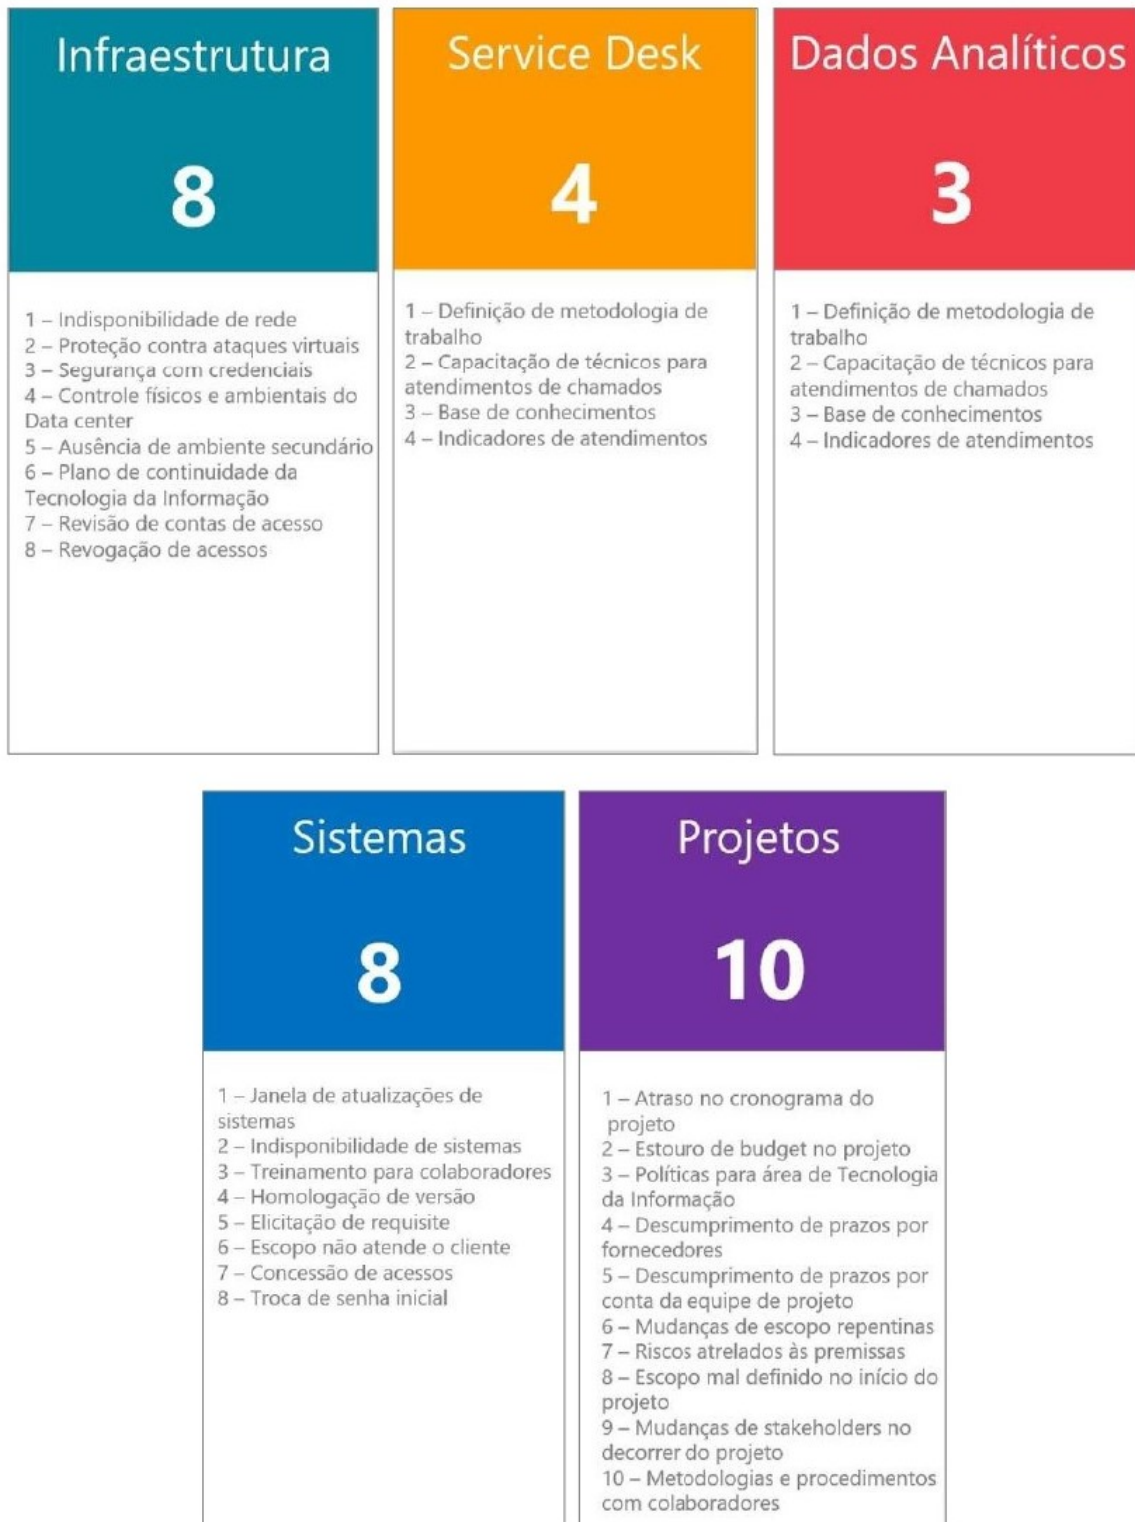 Infraestrutura
8
1 – Indisponibilidade de rede
2 – Proteção contra ataques virtuais
3 – Segurança com credenciais
4 – Controle físicos e ambientais do
Data center
5 – Ausência de ambiente secundário
6 – Plano de continuidade da
Tecnologia da Informação
7 – Revisão de contas de acesso
8 – Revogação de acessos
Service Desk
4
1 – Definição de metodologia de
trabalho
2 – Capacitação de técnicos para
atendimentos de chamados
3 – Base de conhecimentos
4 – Indicadores de atendimentos
Dados Analíticos
3
1 – Definição de metodologia de
trabalho
2 – Capacitação de técnicos para
atendimentos de chamados
3 – Base de conhecimentos
4 – Indicadores de atendimentos
Sistemas
8
1 – Janela de atualizações de
sistemas
2 – Indisponibilidade de sistemas
3 – Treinamento para colaboradores
4 – Homologação de versão
5 – Elicitação de requisite
6 – Escopo não atende o cliente
7 – Concessão de acessos
8 – Troca de senha inicial
Projetos
10
1 – Atraso no cronograma do
projeto
2 – Estouro de budget no projeto
3 – Políticas para área de Tecnologia
da Informação
4 – Descumprimento de prazos por
fornecedores
5 – Descumprimento de prazos por
conta da equipe de projeto
6 – Mudanças de escopo repentinas
7 – Riscos atrelados às premissas
8 – Escopo mal definido no início do
projeto
9 – Mudanças de stakeholders no
decorrer do projeto
10 – Metodologias e procedimentos
com colaboradores